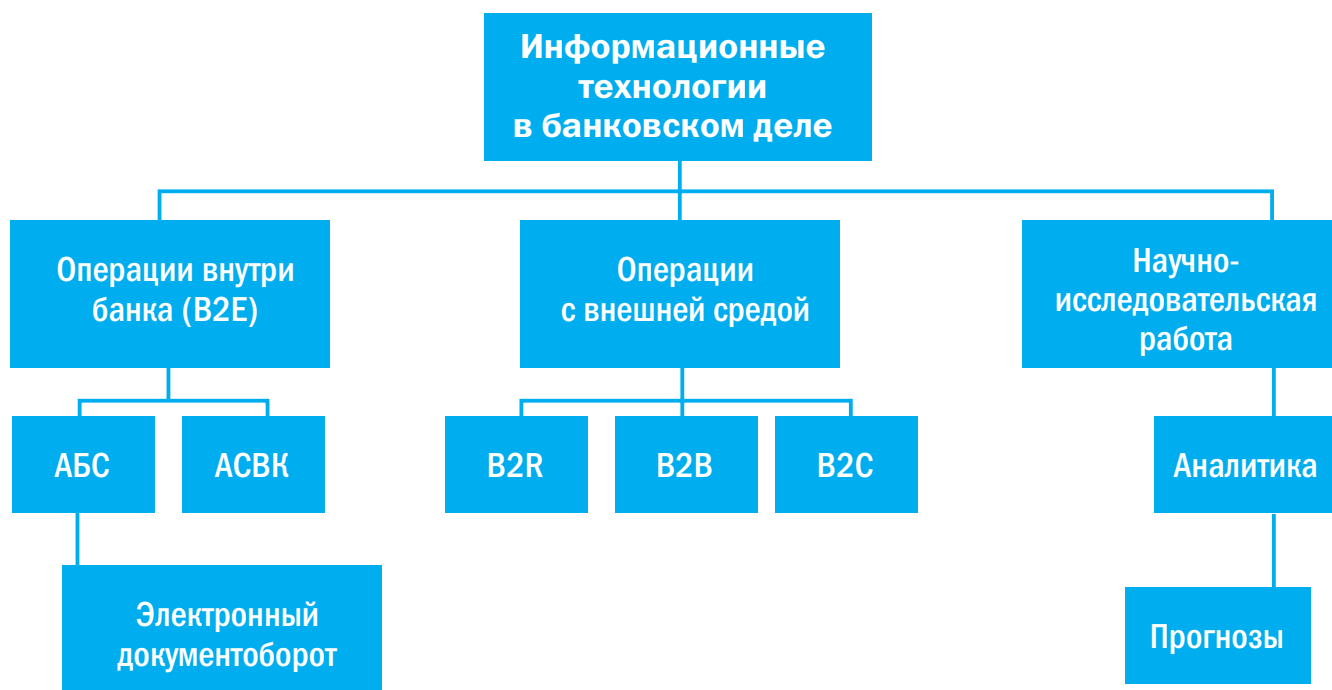 Информационные
технологии
в банковском деле
Операции внутри
банка (B2E)
Операции
с внешней средой
Научно-
исследовательская
работа
АБС
АСВК
B2R
B2B
B2C
Аналитика
Электронный
документоборот
Прогнозы